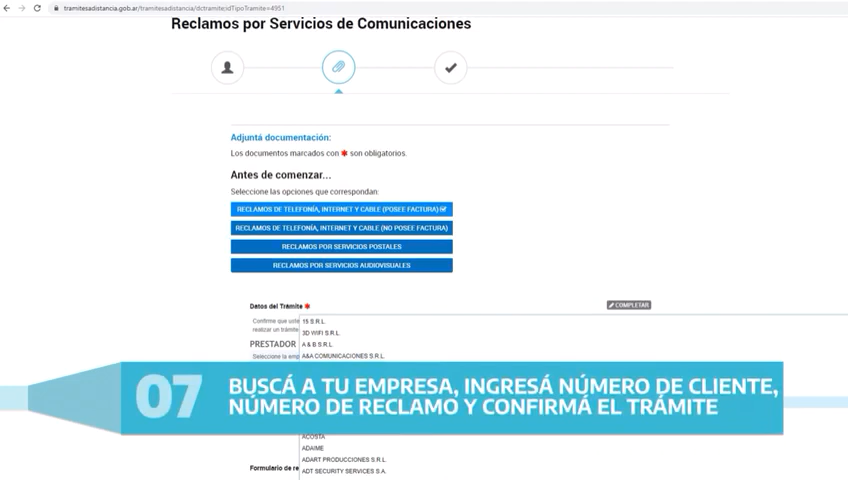 tramitesadistancia.gob.ar/tramitesadistancia/dctramite:idTipoTramite=4951
Reclamos por Servicios de Comunicaciones
Adjuntá documentación:
Los documentos marcados con * son obligatorios.
Antes de comenzar...
Seleccione las opciones que correspondan:
RECLAMOS DE TELEFONÍA, INTERNET Y CABLE (POSEE FACTURA)
RECLAMOS DE TELEFONÍA, INTERNET Y CABLE (NO POSEE FACTURA)
RECLAMOS POR SERVICIOS POSTALES
RECLAMOS POR SERVICIOS AUDIOVISUALES
Datos del Trámite *
COMPLETAR
Confirme que uste
realizar un trámite
PRESTADOR
Seleccione la emp
15 S.R.L.
3D WIFI S.R.L.
A & B S.R.L.
A&A COMUNICACIONES S.R.L.
07
BUSCÁ A TU EMPRESA, INGRESÁ NÚMERO DE CLIENTE,
NÚMERO DE RECLAMO Y CONFIRMÁ EL TRÁMITE
ACOSTA
ADAIME
ADART PRODUCCIONES S.R.L.
ADT SECURITY SERVICES S.A.
Formulario de re